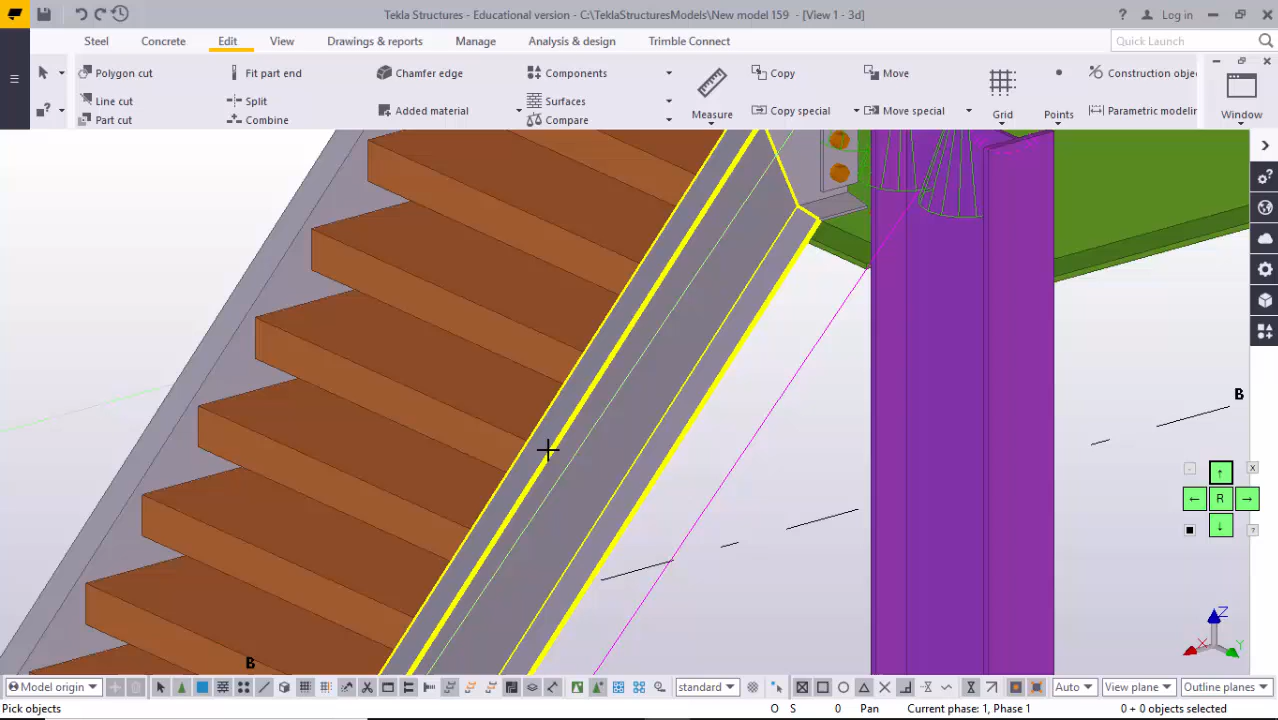 Tekla Structures - Educational version - C:\TeklaStructuresModels\New model 159 - [View 1 - 3d]
? Log in
Steel Concrete Edit View Drawings & reports Manage Analysis & design Trimble Connect
Quick Launch
Polygon cut Fit part end Chamfer edge Components Copy Move Construction obje
Line cut Split Surfaces
Part cut Combine Added material Compare Measure Copy special Move special Grid Points Parametric modelin Window
B
X
R
?
Z
X Y
B
Model origin standard Auto View plane Outline planes
Pick objects O S 0 Pan Current phase: 1, Phase 1 0 + 0 objects selected